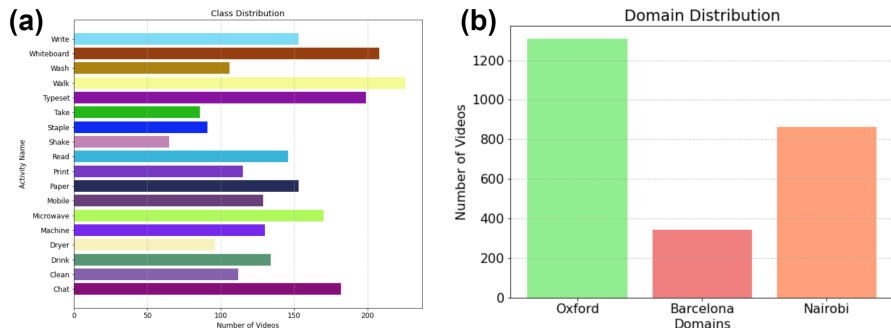 (a)
Class Distribution
Activity Name
Write
Whiteboard
Wash
Walk
Typeset
Take
Staple
Shake
Read
Print
Paper
Mobile
Microwave
Machine
Dryer
Drink
Clean
Chat
0 50 100 150 200
Number of Videos
(b)
Domain Distribution
Number of Videos
1200
1000
800
600
400
200
0
Oxford Barcelona Nairobi
Domains